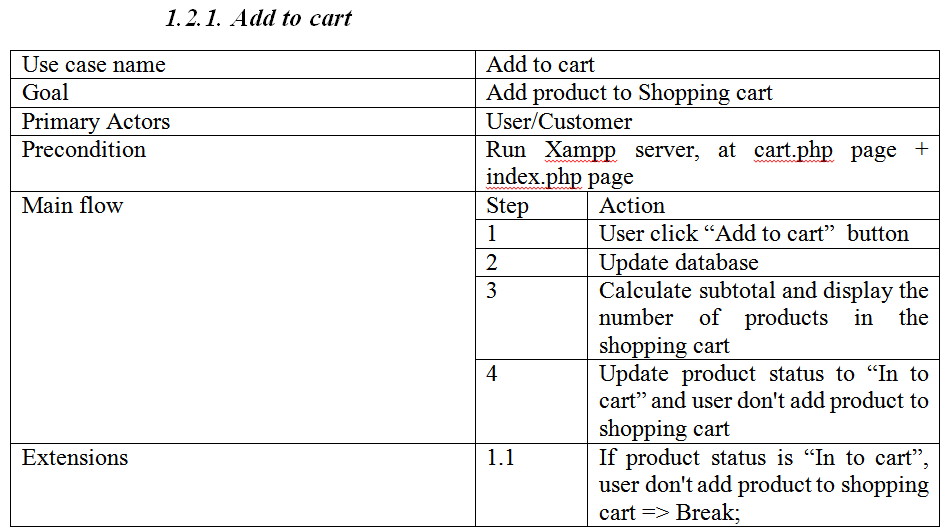 1.2.1. Add to cart
Use case name
Add to cart
Goal
Add product to Shopping cart
Primary Actors
User/Customer
Precondition
Run Xampp server, at cart.php page +
index.php page
Main flow
Step
Action
1
User click “Add to cart” button
2
Update database
3
Calculate subtotal and display the
number of products in the
shopping cart
4
Update product status to “In to
cart” and user don't add product to
shopping cart
Extensions
1.1
If product status is “In to cart”,
user don't add product to shopping
cart => Break;